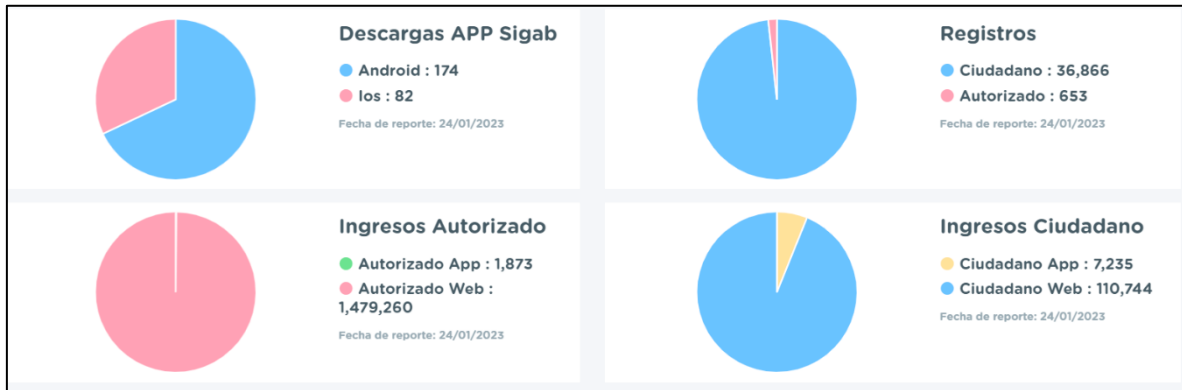 Descargas APP Sigab
Android : 174
Ios : 82
Fecha de reporte: 24/01/2023
Registros
Ciudadano : 36,866
Autorizado : 653
Fecha de reporte: 24/01/2023
Ingresos Autorizado
Autorizado App : 1,873
Autorizado Web :
1,479,260
Fecha de reporte: 24/01/2023
Ingresos Ciudadano
Ciudadano App : 7,235
Ciudadano Web : 110,744
Fecha de reporte: 24/01/2023